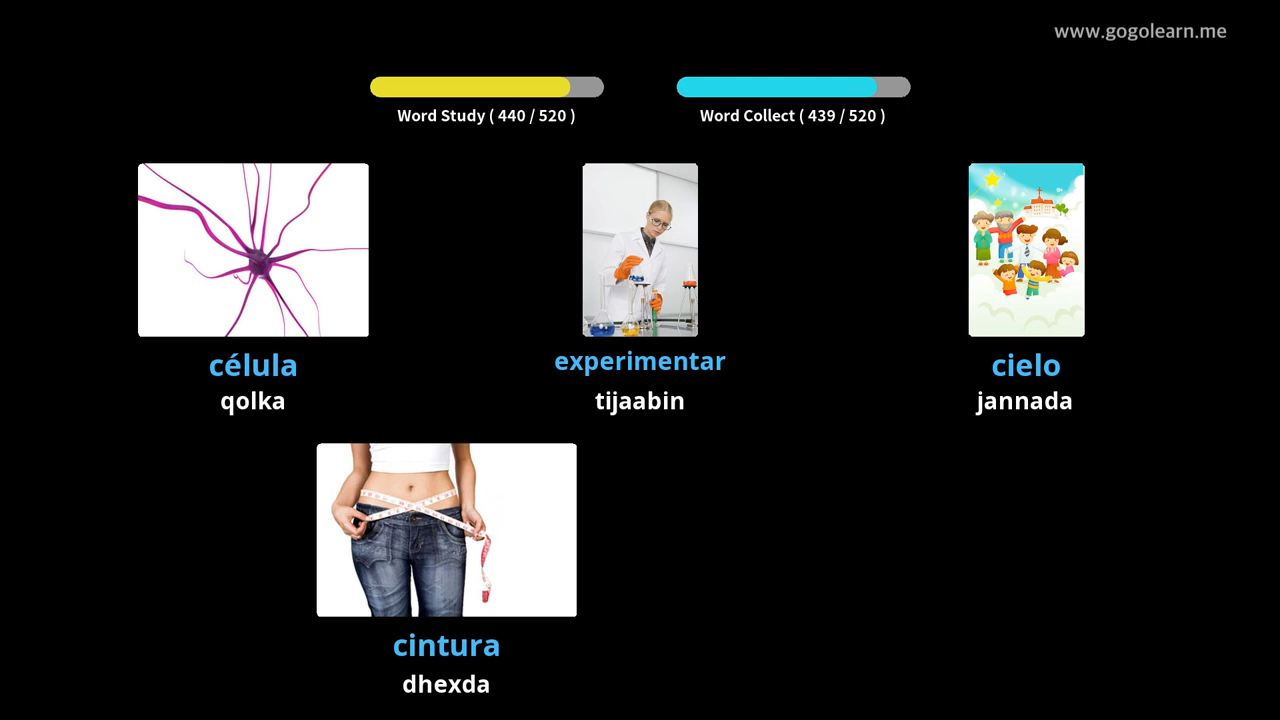 www.gogolearn.me
Word Study ( 440 / 520 )
Word Collect ( 439 / 520 )
célula
qolka
experimentar
tijaabin
cielo
jannada
cintura
dhexda